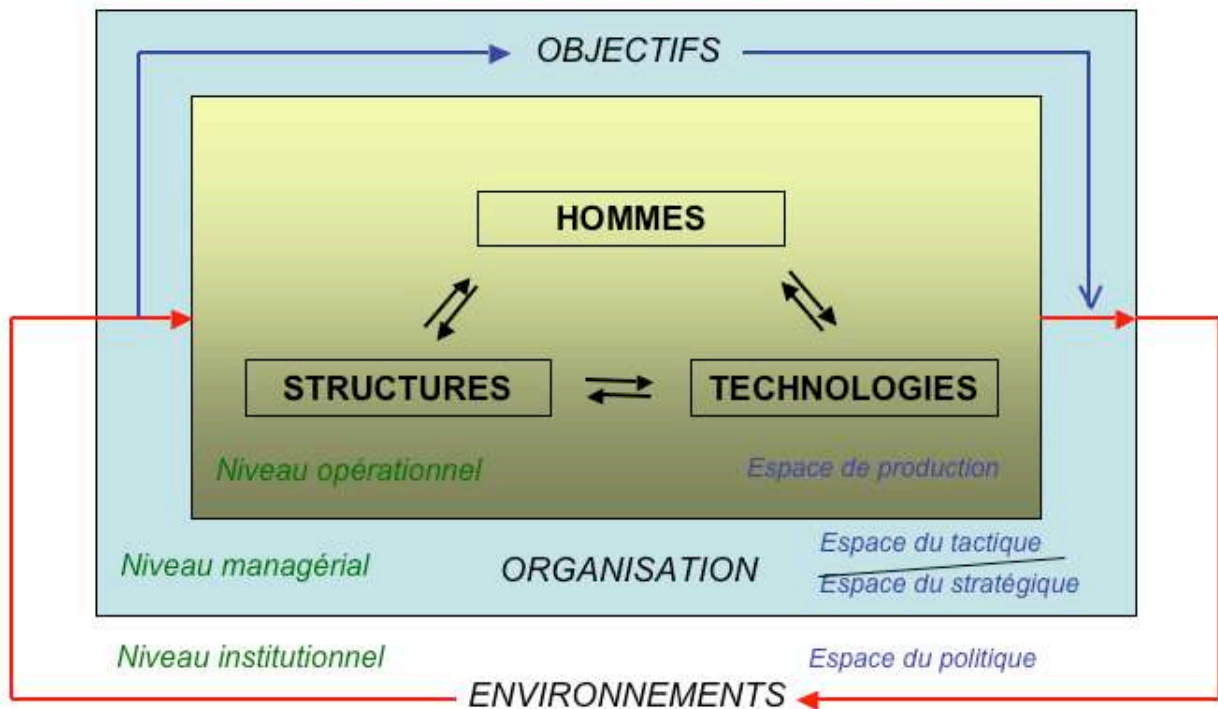 OBJECTIFS
HOMMES
STRUCTURES
TECHNOLOGIES
Niveau opérationnel
Espace de production
Niveau managérial
ORGANISATION
Espace du tactique
Espace du stratégique
Niveau institutionnel
Espace du politique
ENVIRONNEMENTS